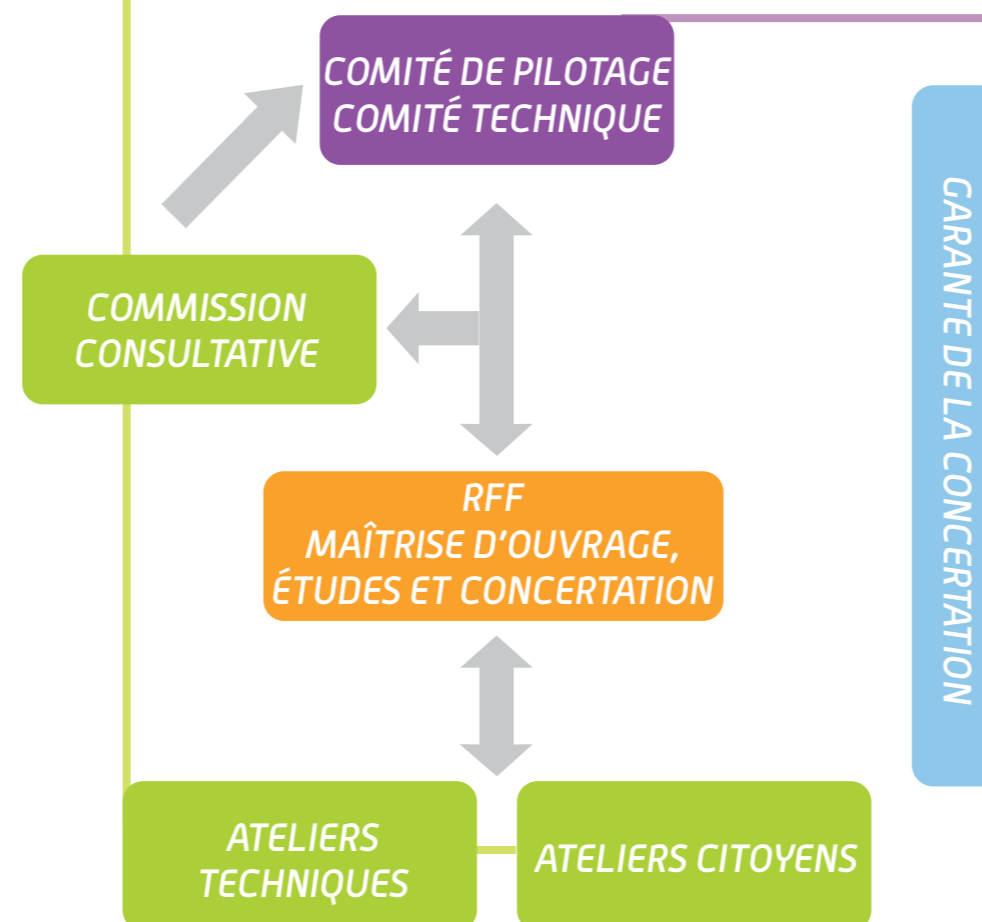 COMITÉ DE PILOTAGE
COMITÉ TECHNIQUE
COMMISSION
CONSULTATIVE
RFF
MAÎTRISE D'OUVRAGE,
ÉTUDES ET CONCERTATION
ATELIERS
TECHNIQUES
ATELIERS CITOYENS
GARANTE DE LA CONCERTATION